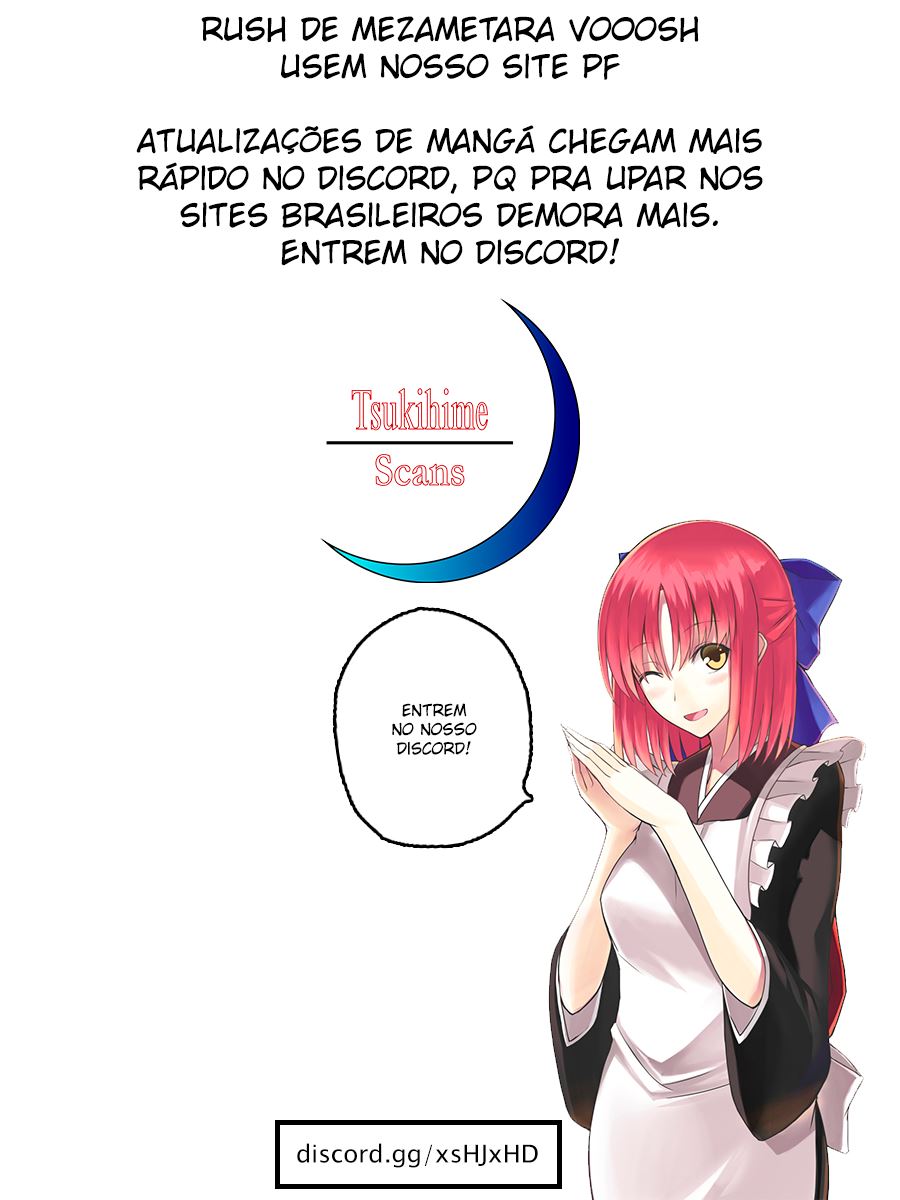 RUSH DE MEZAMETARA VOOOSH
USEM NOSSO SITE PF
ATUALIZAÇÕES DE MANGÁ CHEGAM MAIS
RÁPIDO NO DISCORD, PQ PRA UPAR NOS
SITES BRASILEIROS DEMORA MAIS.
ENTREM NO DISCORD!
Tsukihime
Scans
ENTREM
NO NOSSO
DISCORD!
discord.gg/xsHJxHD